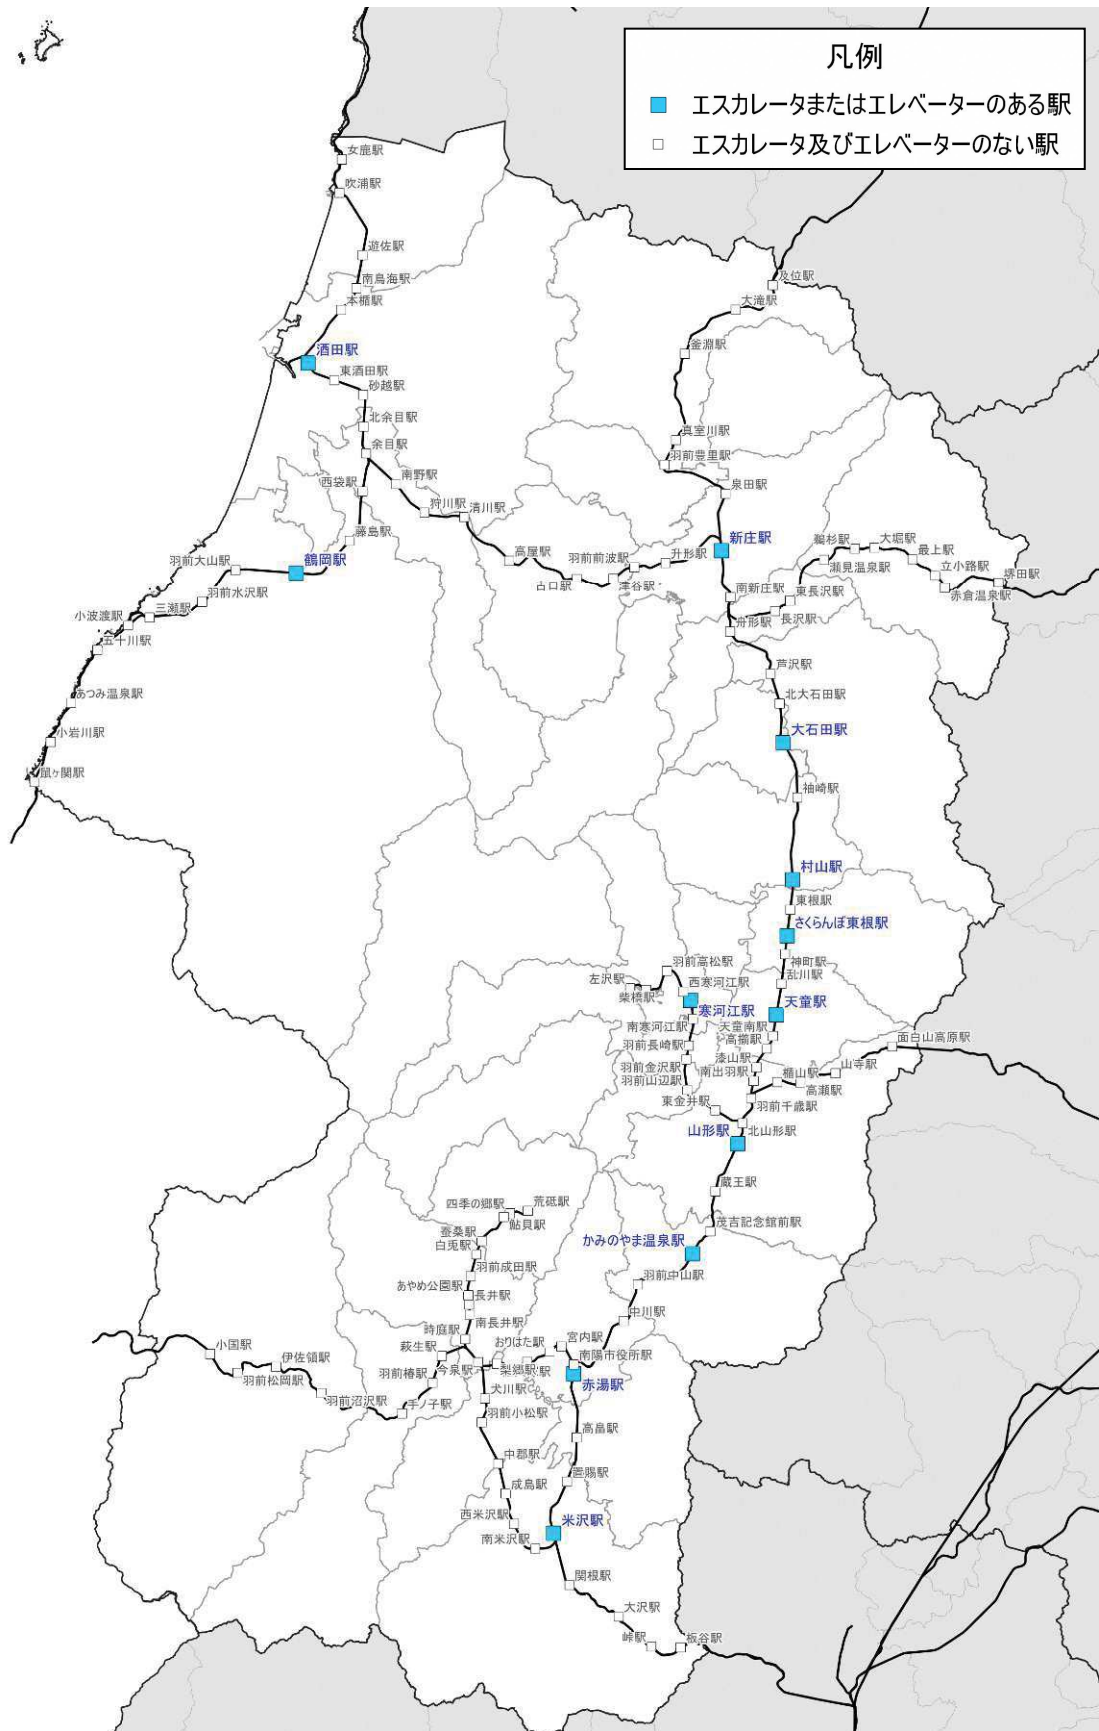 凡例
エスカレータまたはエレベーターのある駅
エスカレータ及びエレベーターのない駅
女鹿駅
吹浦駅
遊佐駅
南鳥海駅
本楯駅
酒田駅
東酒田駅
砂越駅
北余目駅
余目駅
西袋駅
南野駅
狩川駅
清川駅
藤島駅
鶴岡駅
羽前大山駅
羽前水沢駅
三瀬駅
小波渡駅
五十川駅
あつみ温泉駅
小岩川駅
鼠ヶ関駅
高屋駅
古口駅
津谷駅
羽前前波駅
升形駅
及位駅
大滝駅
釜淵駅
真室川駅
羽前豊里駅
泉田駅
新庄駅
南新庄駅
舟形駅
長沢駅
東長沢駅
瀬見温泉駅
鵜杉駅
大堀駅
最上駅
立小路駅
赤倉温泉駅
堺田駅
芦沢駅
北大石田駅
大石田駅
袖崎駅
村山駅
東根駅
さくらんぼ東根駅
神町駅
乱川駅
天童駅
天童南駅
高擶駅
漆山駅
南出羽駅
羽前千歳駅
楯山駅
高瀬駅
山寺駅
面白山高原駅
左沢駅
柴橋駅
羽前高松駅
西寒河江駅
寒河江駅
南寒河江駅
羽前長崎駅
羽前金沢駅
羽前山辺駅
東金井駅
北山形駅
山形駅
蔵王駅
茂吉記念館前駅
かみのやま温泉駅
羽前中山駅
中川駅
荒砥駅
四季の郷駅
鮎貝駅
蚕桑駅
白兎駅
羽前成田駅
あやめ公園駅
長井駅
南長井駅
時庭駅
おりはた駅
宮内駅
南陽市役所駅
赤湯駅
梨郷駅
今泉駅
萩生駅
羽前椿駅
手ノ子駅
羽前沼沢駅
伊佐領駅
羽前松岡駅
小国駅
犬川駅
羽前小松駅
中郡駅
成島駅
西米沢駅
南米沢駅
高畠駅
置賜駅
米沢駅
関根駅
大沢駅
峠駅
板谷駅